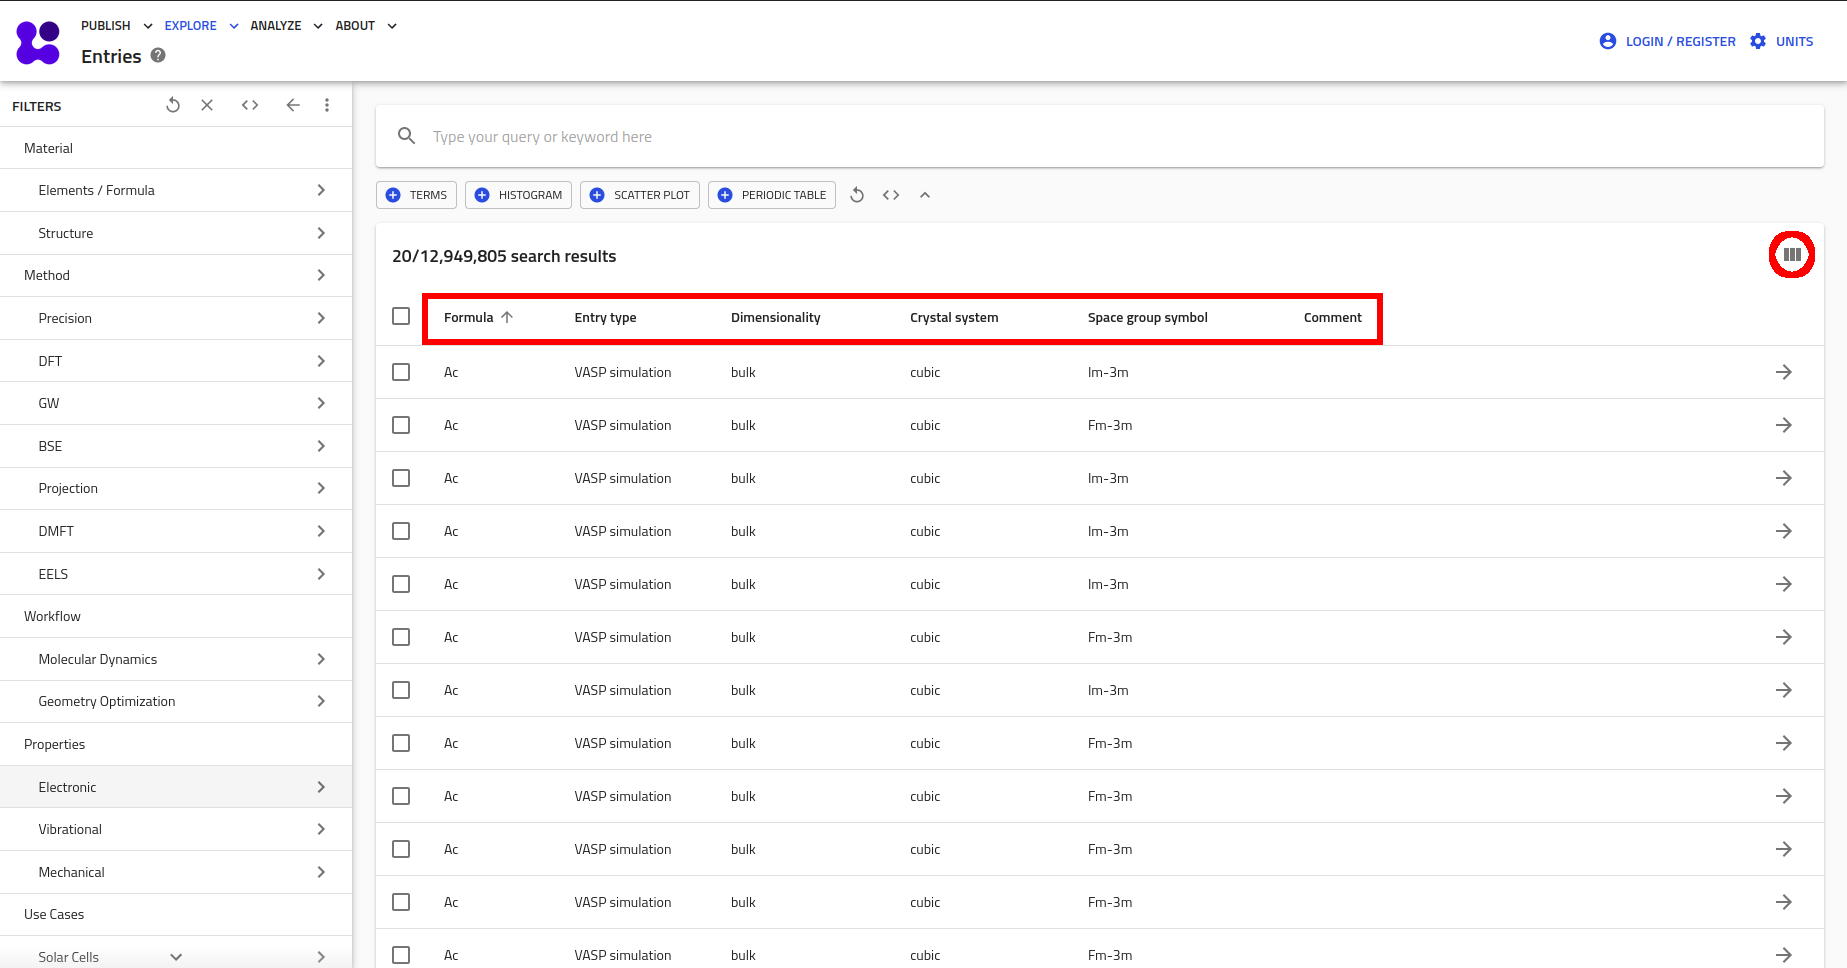 PUBLISH EXPLORE ANALYZE ABOUT
Entries ?
LOGIN / REGISTER UNITS
FILTERS
Material
Elements / Formula
Structure
Method
Precision
DFT
GW
BSE
Projection
DMFT
EELS
Workflow
Molecular Dynamics
Geometry Optimization
Properties
Electronic
Vibrational
Mechanical
Use Cases
Solar Cells
Type your query or keyword here
TERMS HISTOGRAM SCATTER PLOT PERIODIC TABLE
20/12,949,805 search results
Formula Entry type Dimensionality Crystal system Space group symbol Comment
Ac VASP simulation bulk cubic Im-3m
Ac VASP simulation bulk cubic Fm-3m
Ac VASP simulation bulk cubic Im-3m
Ac VASP simulation bulk cubic Im-3m
Ac VASP simulation bulk cubic Im-3m
Ac VASP simulation bulk cubic Fm-3m
Ac VASP simulation bulk cubic Im-3m
Ac VASP simulation bulk cubic Fm-3m
Ac VASP simulation bulk cubic Fm-3m
Ac VASP simulation bulk cubic Fm-3m
Ac VASP simulation bulk cubic Fm-3m
Ac VASP simulation bulk cubic Fm-3m